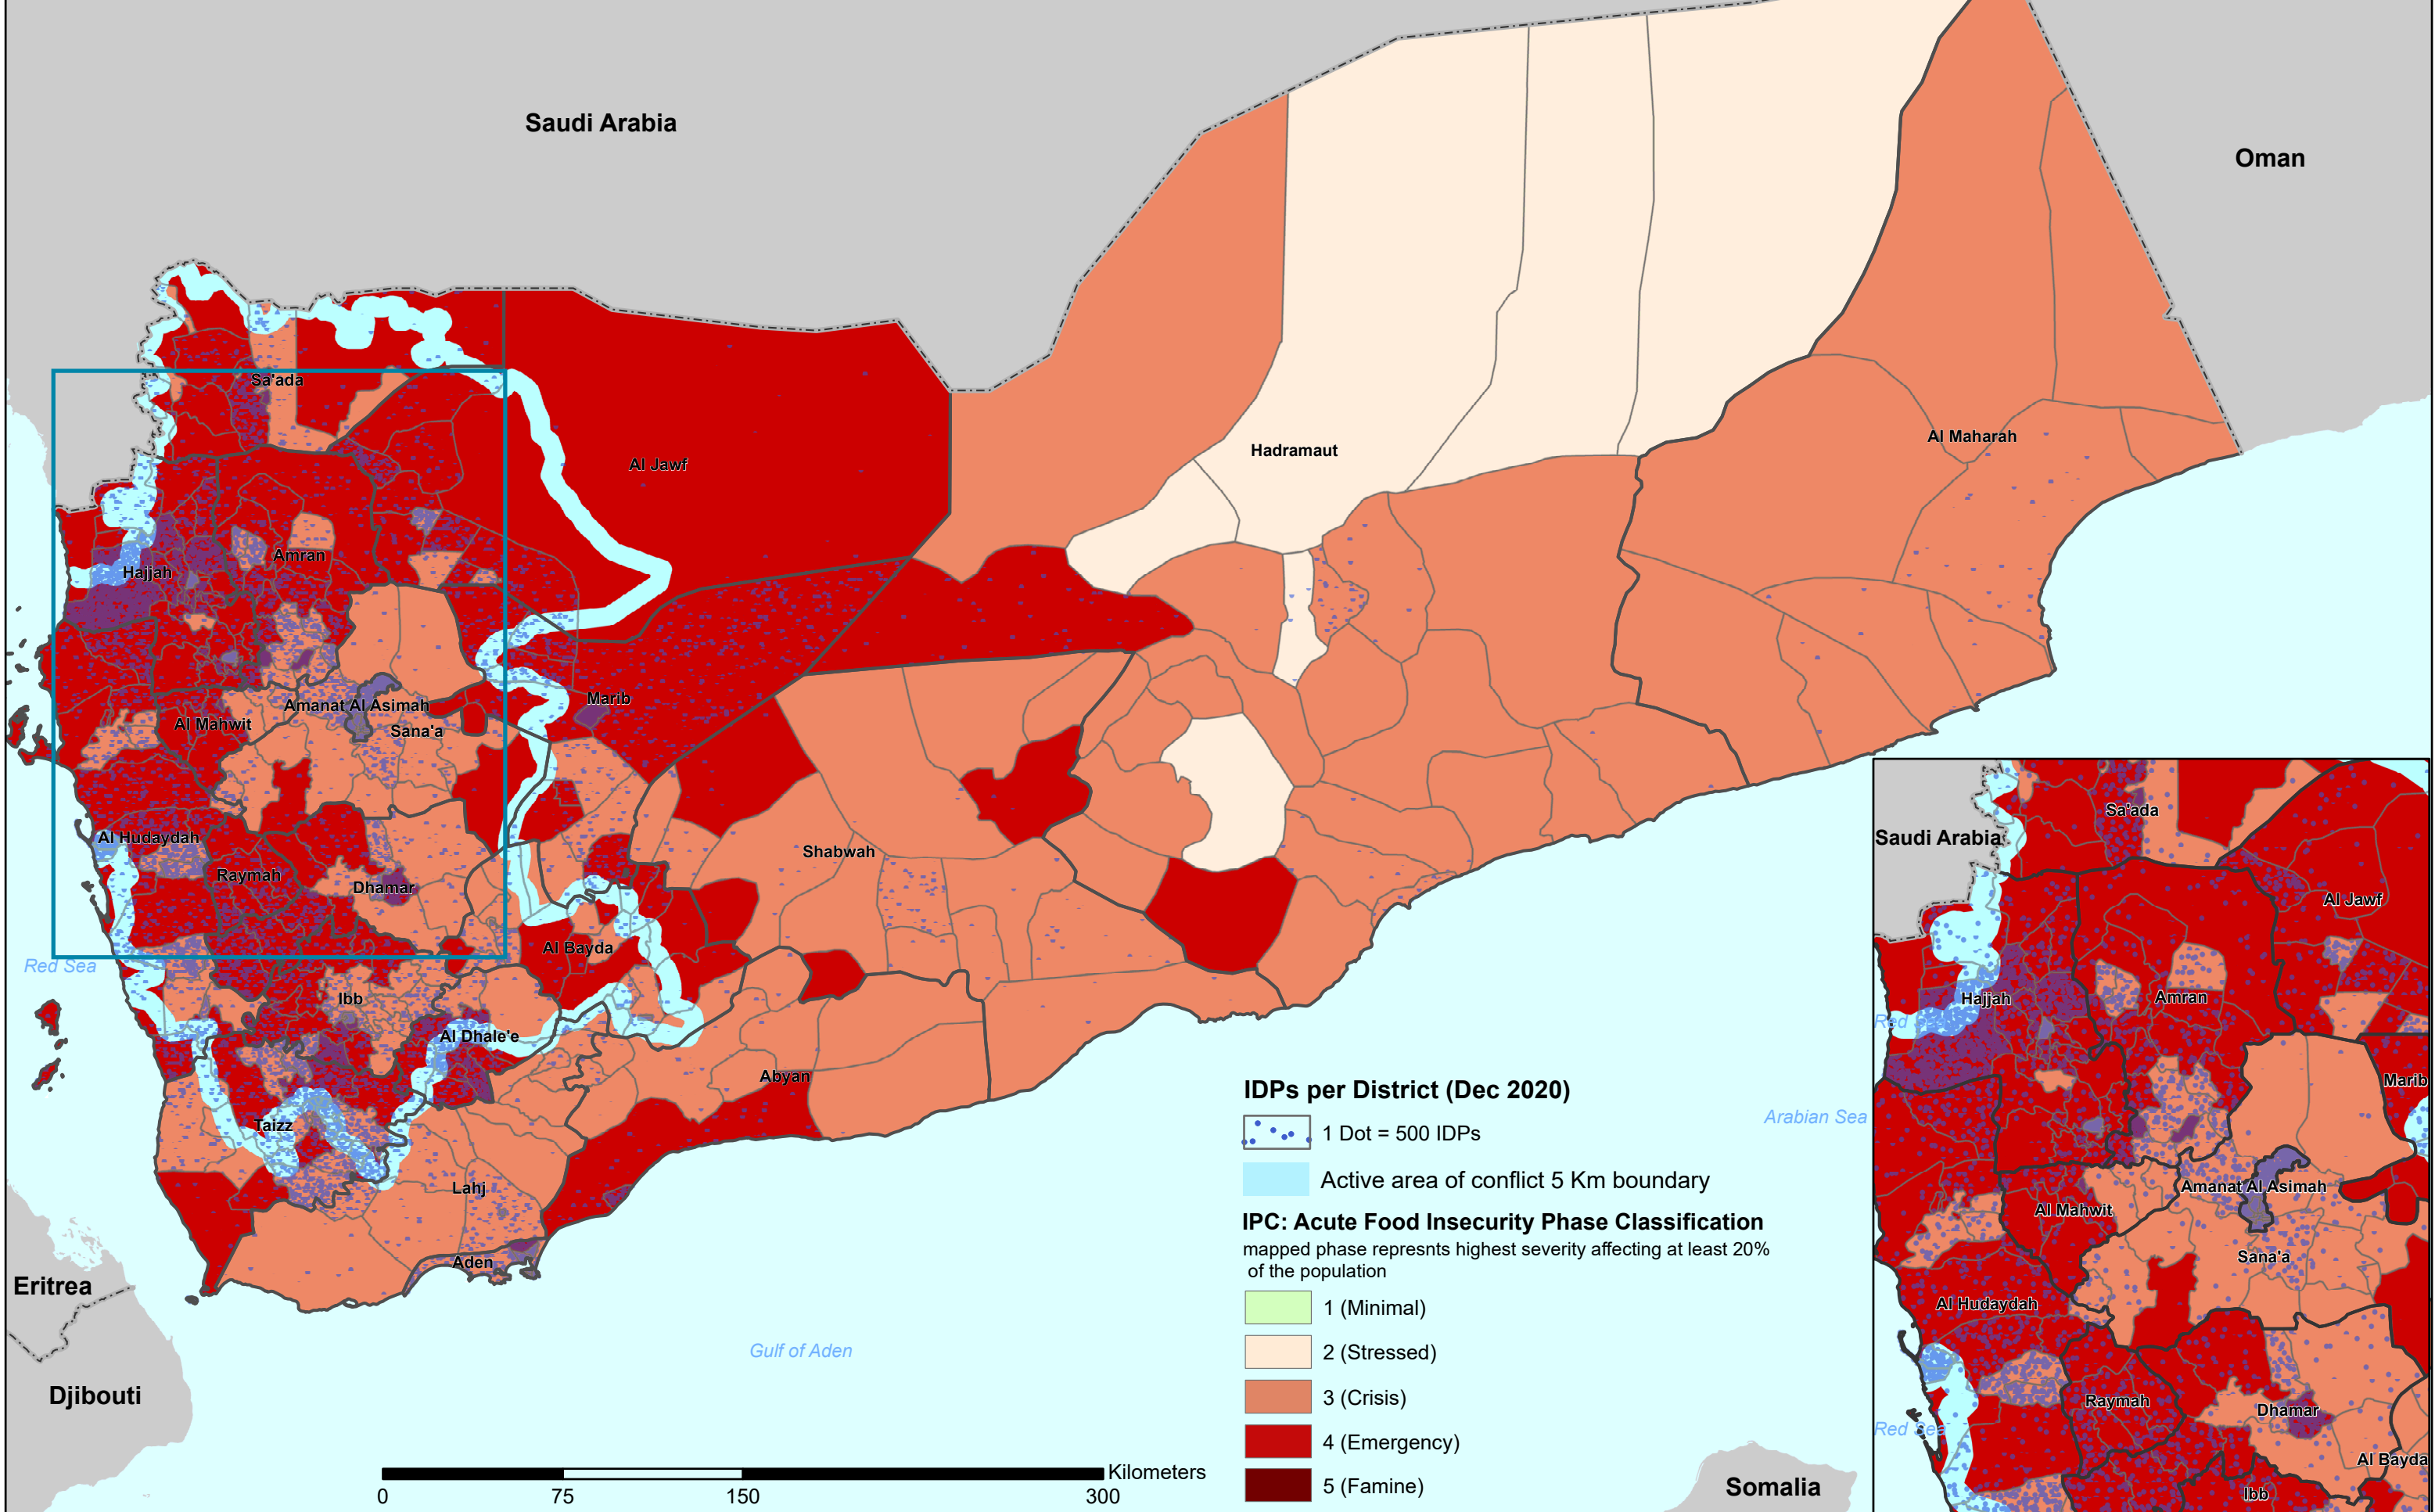 Saudi Arabia
Oman
Sa'ada
Al Jawf
Hadramaut
Al Maharah
Amran
Hajjah
Marib
Amanat Al Asimah
Al Mahwit
Sana'a
Al Hudaydah
Raymah
Dhamar
Shabwah
Al Bayda
Red Sea
Ibb
Al Dhale'e
Abyan
Taizz
Lahj
Aden
Eritrea
Djibouti
Gulf of Aden
Arabian Sea
Somalia
0 75 150 300
Kilometers
IDPs per District (Dec 2020)
1 Dot = 500 IDPs
Active area of conflict 5 Km boundary
IPC: Acute Food Insecurity Phase Classification
mapped phase represnts highest severity affecting at least 20%
of the population
1 (Minimal)
2 (Stressed)
3 (Crisis)
4 (Emergency)
5 (Famine)
Sa'ada
Saudi Arabia
Al Jawf
Hajjah
Amran
Red Sea
Marib
Amanat Al Asimah
Al Mahwit
Sana'a
Al Hudaydah
Raymah
Dhamar
Red Sea
Al Bayda
Ibb